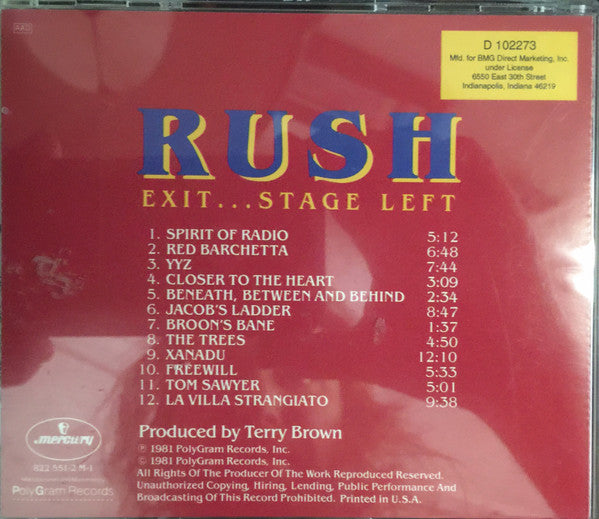 AAD
D 102273
Mfd. for BMG Direct Marketing, Inc.
under License
6550 East 30th Street
Indianapolis, Indiana 46219
RUSH
EXIT...STAGE LEFT
1. SPIRIT OF RADIO 5:12
2. RED BARCHETTA 6:48
3. YYZ 7:44
4. CLOSER TO THE HEART 3:09
5. BENEATH, BETWEEN AND BEHIND 2:34
6. JACOB'S LADDER 8:47
7. BROON'S BANE 1:37
8. THE TREES 4:50
9. XANADU 12:10
10. FREEWILL 5:33
11. TOM SAWYER 5:01
12. LA VILLA STRANGIATO 9:38
Produced by Terry Brown
℗ 1981 PolyGram Records, Inc.
© 1981 PolyGram Records, Inc.
All Rights Of The Producer Of The Work Reproduced Reserved.
Unauthorized Copying, Hiring, Lending, Public Performance And
Broadcasting Of This Record Prohibited. Printed in U.S.A.
mercury
822 551-2 M-1
PolyGram Records